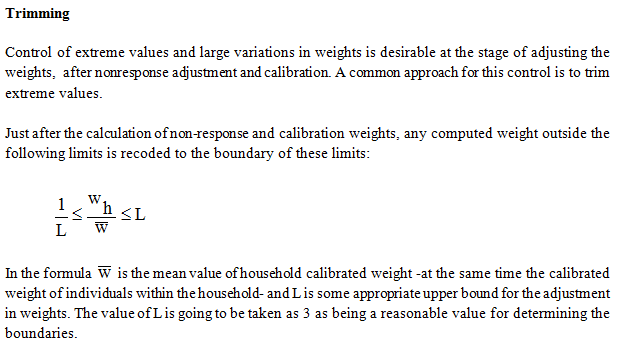 Trimming
Control of extreme values and large variations in weights is desirable at the stage of adjusting the
weights, after nonresponse adjustment and calibration. A common approach for this control is to trim
extreme values.
Just after the calculation of non-response and calibration weights, any computed weight outside the
following limits is recoded to the boundary of these limits:
1/L ≤ w_h/w̅ ≤ L
In the formula w̅ is the mean value of household calibrated weight -at the same time the calibrated
weight of individuals within the household- and L is some appropriate upper bound for the adjustment
in weights. The value of L is going to be taken as 3 as being a reasonable value for determining the
boundaries.